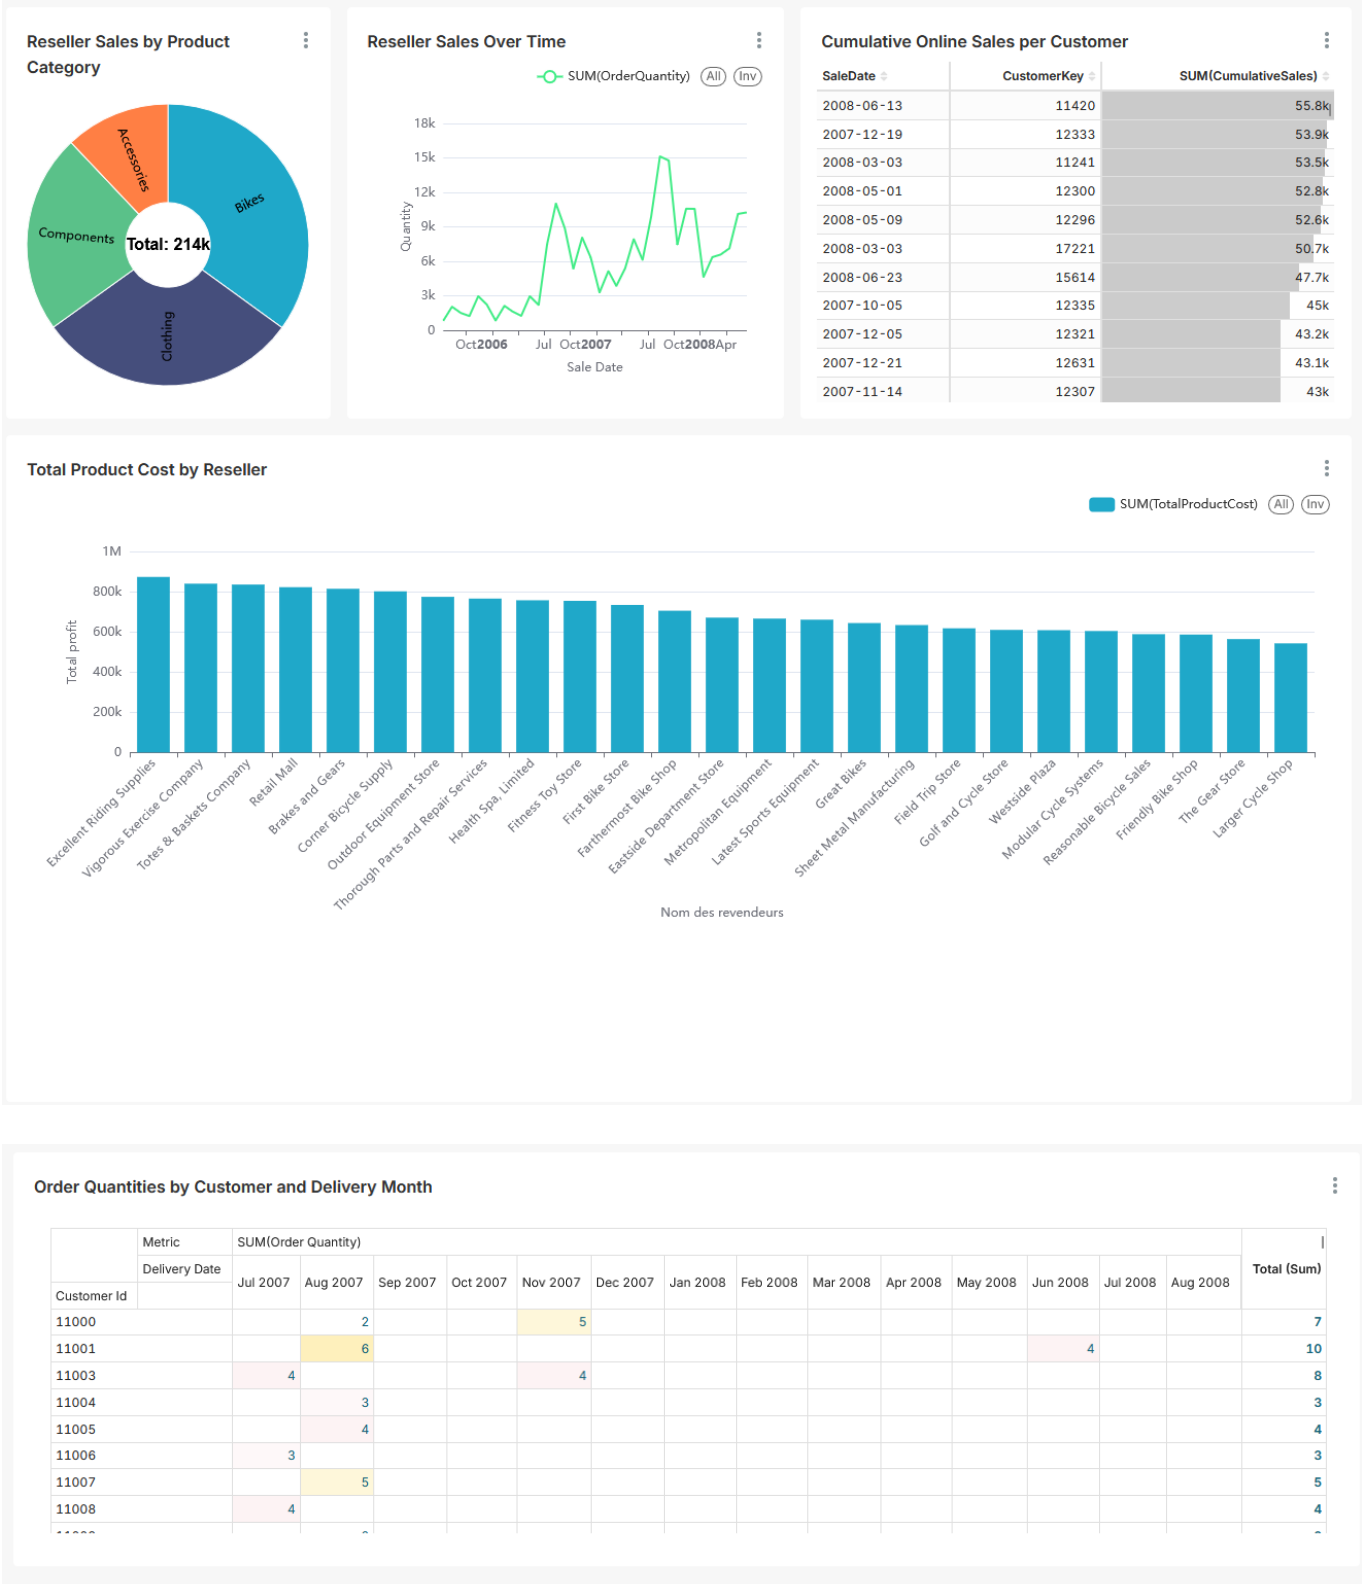 Reseller Sales by Product
Category
Accessories
Bikes
Components
Total: 214k
Clothing
Reseller Sales Over Time
SUM(OrderQuantity) All Inv
18k
15k
12k
9k
6k
3k
0
Quantity
Oct 2006 Jul Oct 2007 Jul Oct 2008 Apr
Sale Date
Cumulative Online Sales per Customer
SaleDate CustomerKey SUM(CumulativeSales)
2008-06-13 11420 55.8k
2007-12-19 12333 53.9k
2008-03-03 11241 53.5k
2008-05-01 12300 52.8k
2008-05-09 12296 52.6k
2008-03-03 17221 50.7k
2008-06-23 15614 47.7k
2007-10-05 12335 45k
2007-12-05 12321 43.2k
2007-12-21 12631 43.1k
2007-11-14 12307 43k
Total Product Cost by Reseller
SUM(TotalProductCost) All Inv
1M
800k
600k
400k
200k
0
Total profit
Excellent Riding Supplies
Vigorous Exercise Company
Totes & Baskets Company
Retail Mall
Brakes and Gears
Corner Bicycle Supply
Outdoor Equipment Store
Thorough Parts and Repair Services
Health Spa, Limited
Fitness Toy Store
First Bike Store
Farthermost Bike Shop
Eastside Department Store
Metropolitan Equipment
Latest Sports Equipment
Great Bikes
Sheet Metal Manufacturing
Field Trip Store
Golf and Cycle Store
Westside Plaza
Modular Cycle Systems
Reasonable Bicycle Sales
Friendly Bike Shop
The Gear Store
Larger Cycle Shop
Nom des revendeurs
Order Quantities by Customer and Delivery Month
Metric SUM(Order Quantity)
Delivery Date Jul 2007 Aug 2007 Sep 2007 Oct 2007 Nov 2007 Dec 2007 Jan 2008 Feb 2008 Mar 2008 Apr 2008 May 2008 Jun 2008 Jul 2008 Aug 2008 Total (Sum)
Customer Id
11000 2 5 7
11001 6 4 10
11003 4 4 8
11004 3 3
11005 4 4
11006 3 3
11007 5 5
11008 4 4